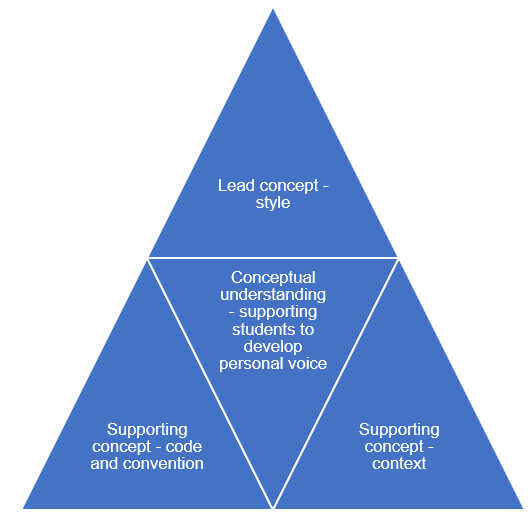 Lead concept -
style
Conceptual
understanding
- supporting
students to
develop
personal voice
Supporting
concept - code
and convention
Supporting
concept -
context